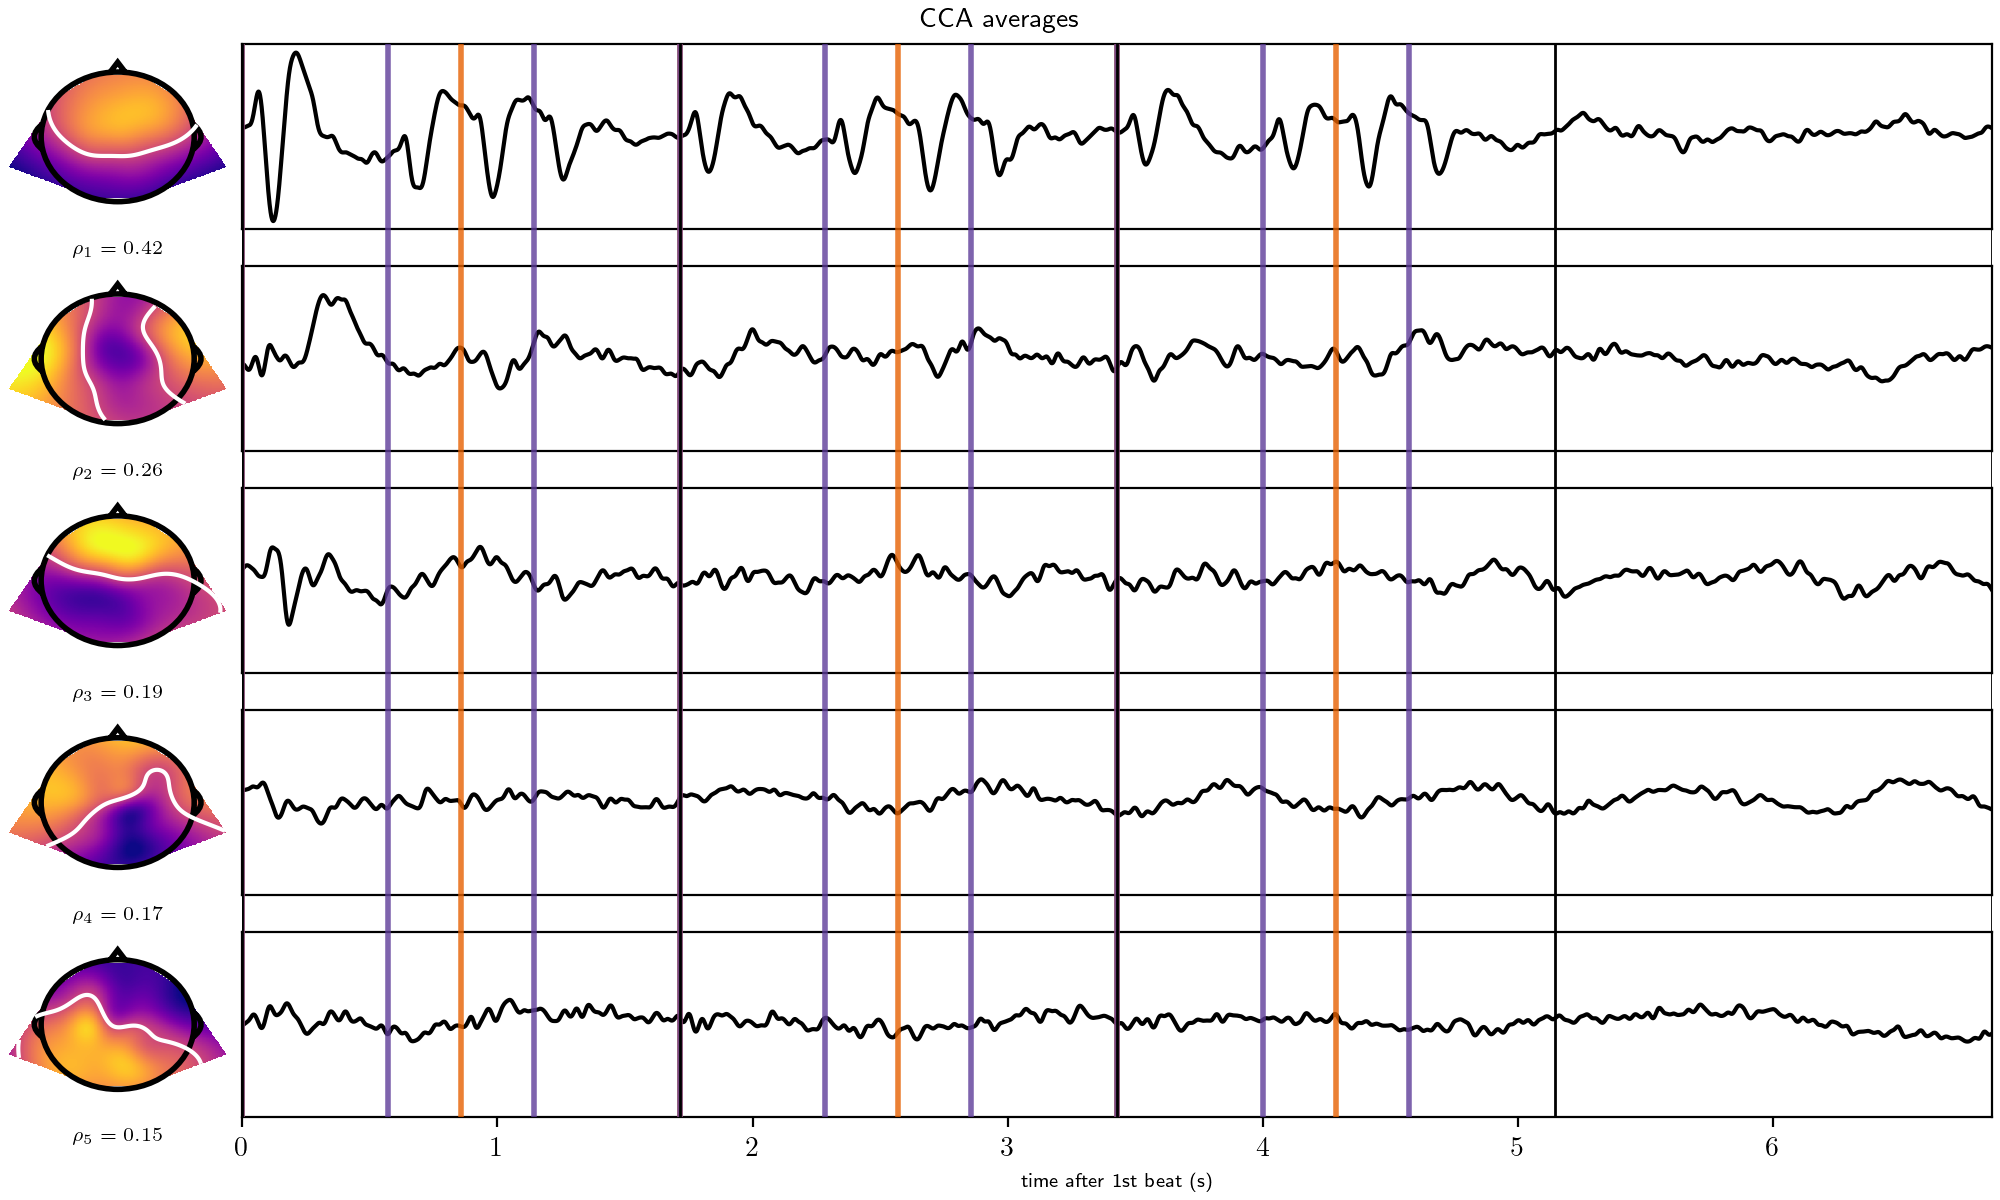 CCA averages
ρ₁ = 0.42
ρ₂ = 0.26
ρ₃ = 0.19
ρ₄ = 0.17
ρ₅ = 0.15
0 1 2 3 4 5 6
time after 1st beat (s)